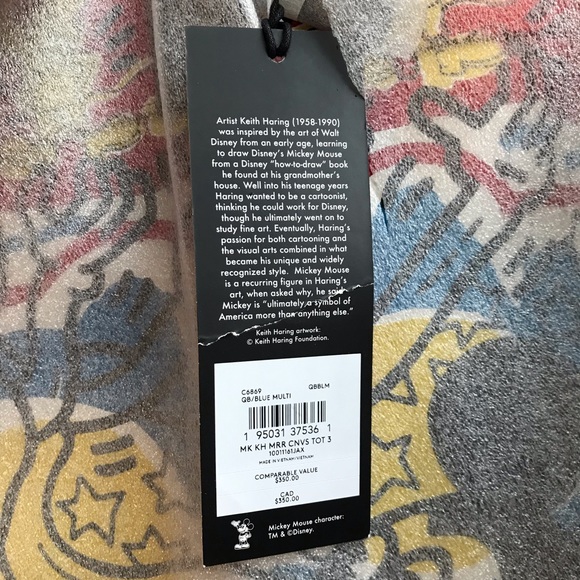 Artist Keith Haring (1958-1990)
was inspired by the art of Walt
Disney from an early age, learning
to draw Disney's Mickey Mouse
from a Disney "how-to-draw" book
he found at his grandmother's
house. Well into his teenage years
Haring wanted to be a cartoonist,
thinking he could work for Disney,
though he ultimately went on to
study fine art. Eventually, Haring's
passion for both cartooning and
the visual arts combined in what
became his unique and widely
recognized style. Mickey Mouse
is a recurring figure in Haring's
art, when asked why, he said
Mickey is "ultimately a symbol of
America more than anything else."
Keith Haring artwork:
© Keith Haring Foundation.
C6869 QBBLM
QB/BLUE MULTI
1 95031 37536 1
MK KH MRR CNVS TOT 3
10011161JAX
MADE IN VIETNAM/VIETNAM
COMPARABLE VALUE
$350.00
CAD
$350.00
Mickey Mouse character:
TM & ©Disney.